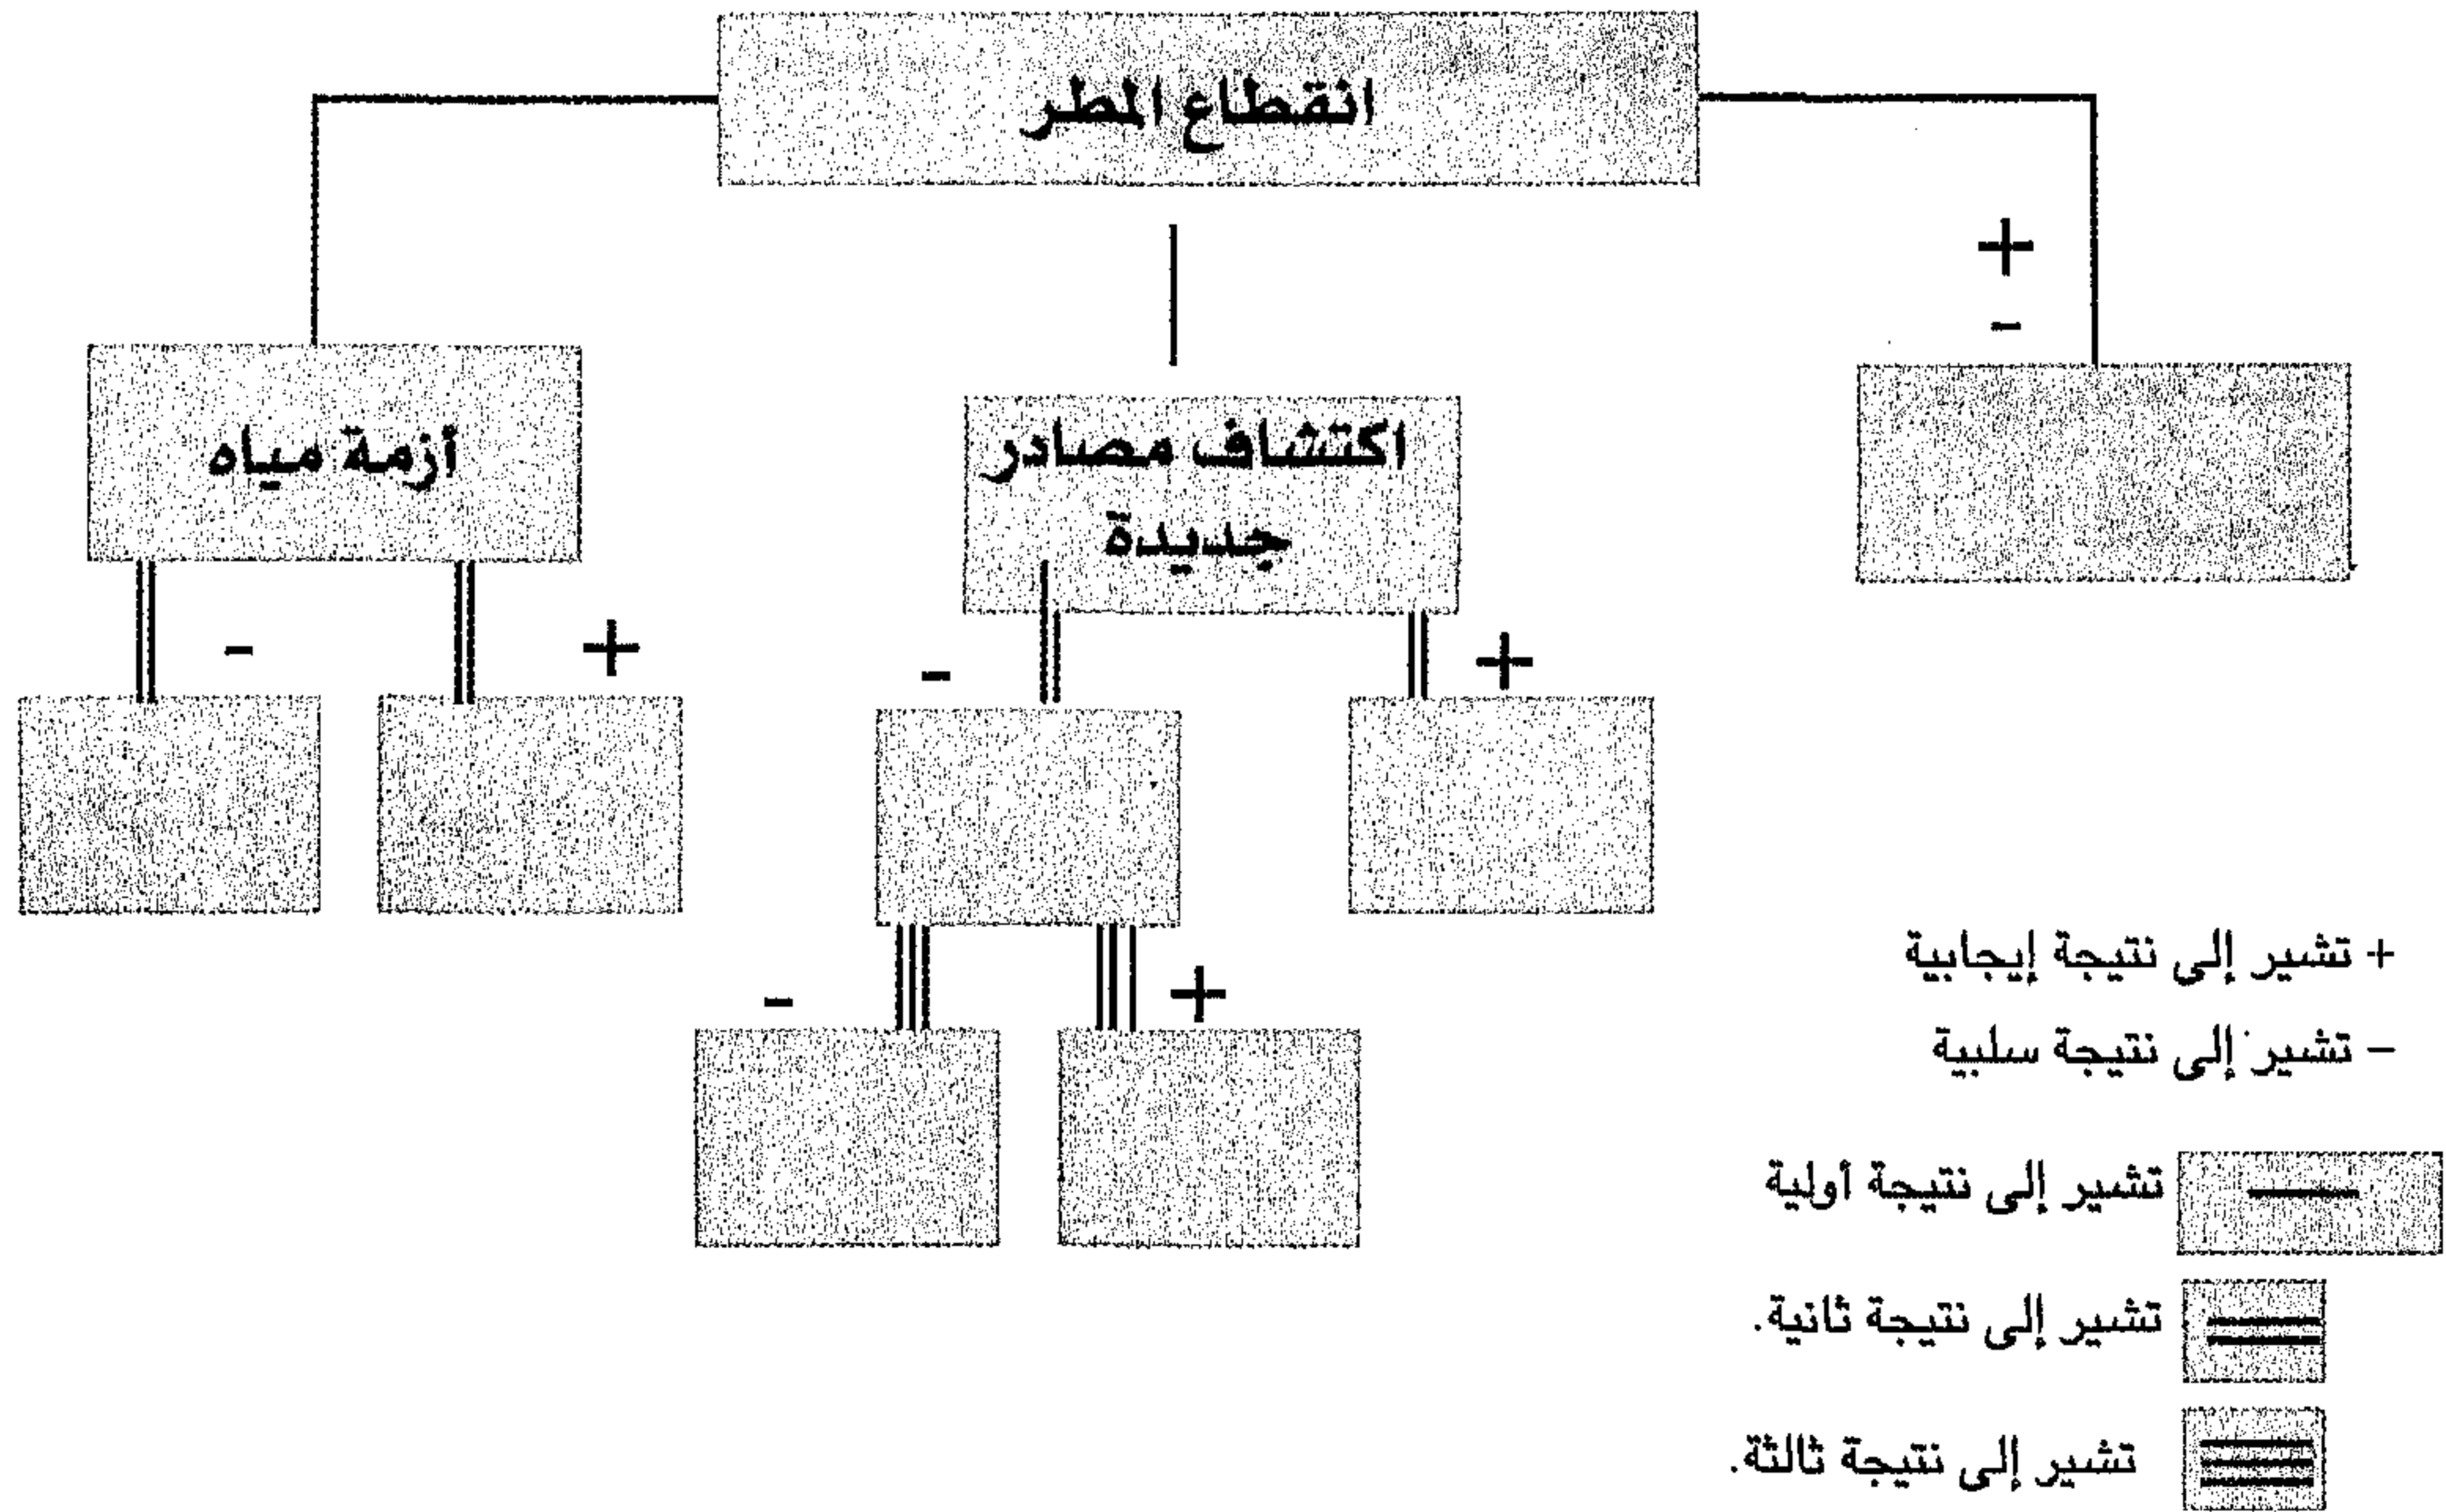 انقطاع المطر
+
-
أزمة مياه
اكتشاف مصادر
جديدة
- +
- +
- +
+ تشير إلى نتيجة إيجابية
– تشير إلى نتيجة سلبية
تشير إلى نتيجة أولية
تشير إلى نتيجة ثانية.
تشير إلى نتيجة ثالثة.